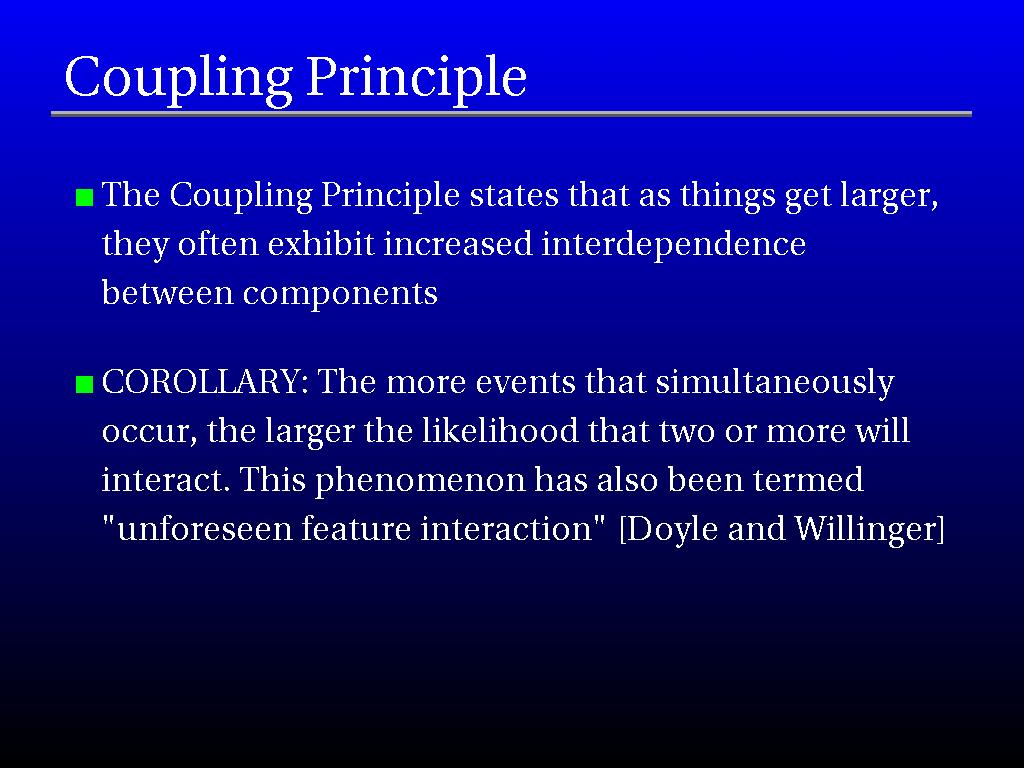 Coupling Principle
The Coupling Principle states that as things get larger,
they often exhibit increased interdependence
between components
COROLLARY: The more events that simultaneously
occur, the larger the likelihood that two or more will
interact. This phenomenon has also been termed
"unforeseen feature interaction" [Doyle and Willinger]